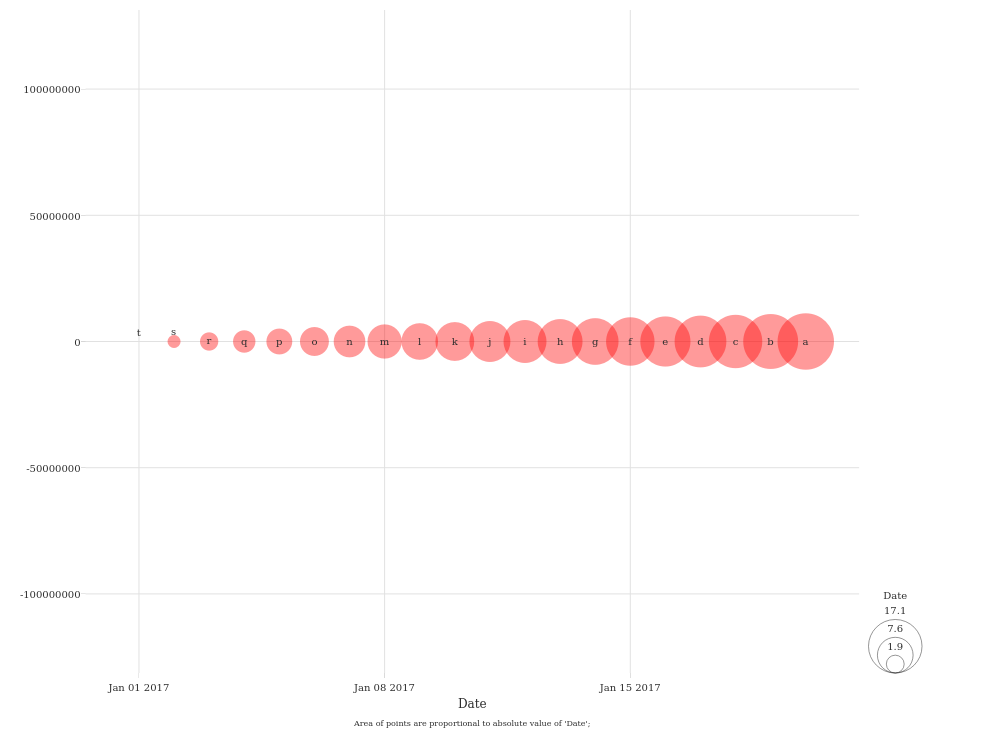 100000000
50000000
t s r q p o n m l k j i h g f e d c b a
0
-50000000
-100000000
Date
17.1
7.6
1.9
Jan 01 2017 Jan 08 2017 Jan 15 2017
Date
Area of points are proportional to absolute value of 'Date';